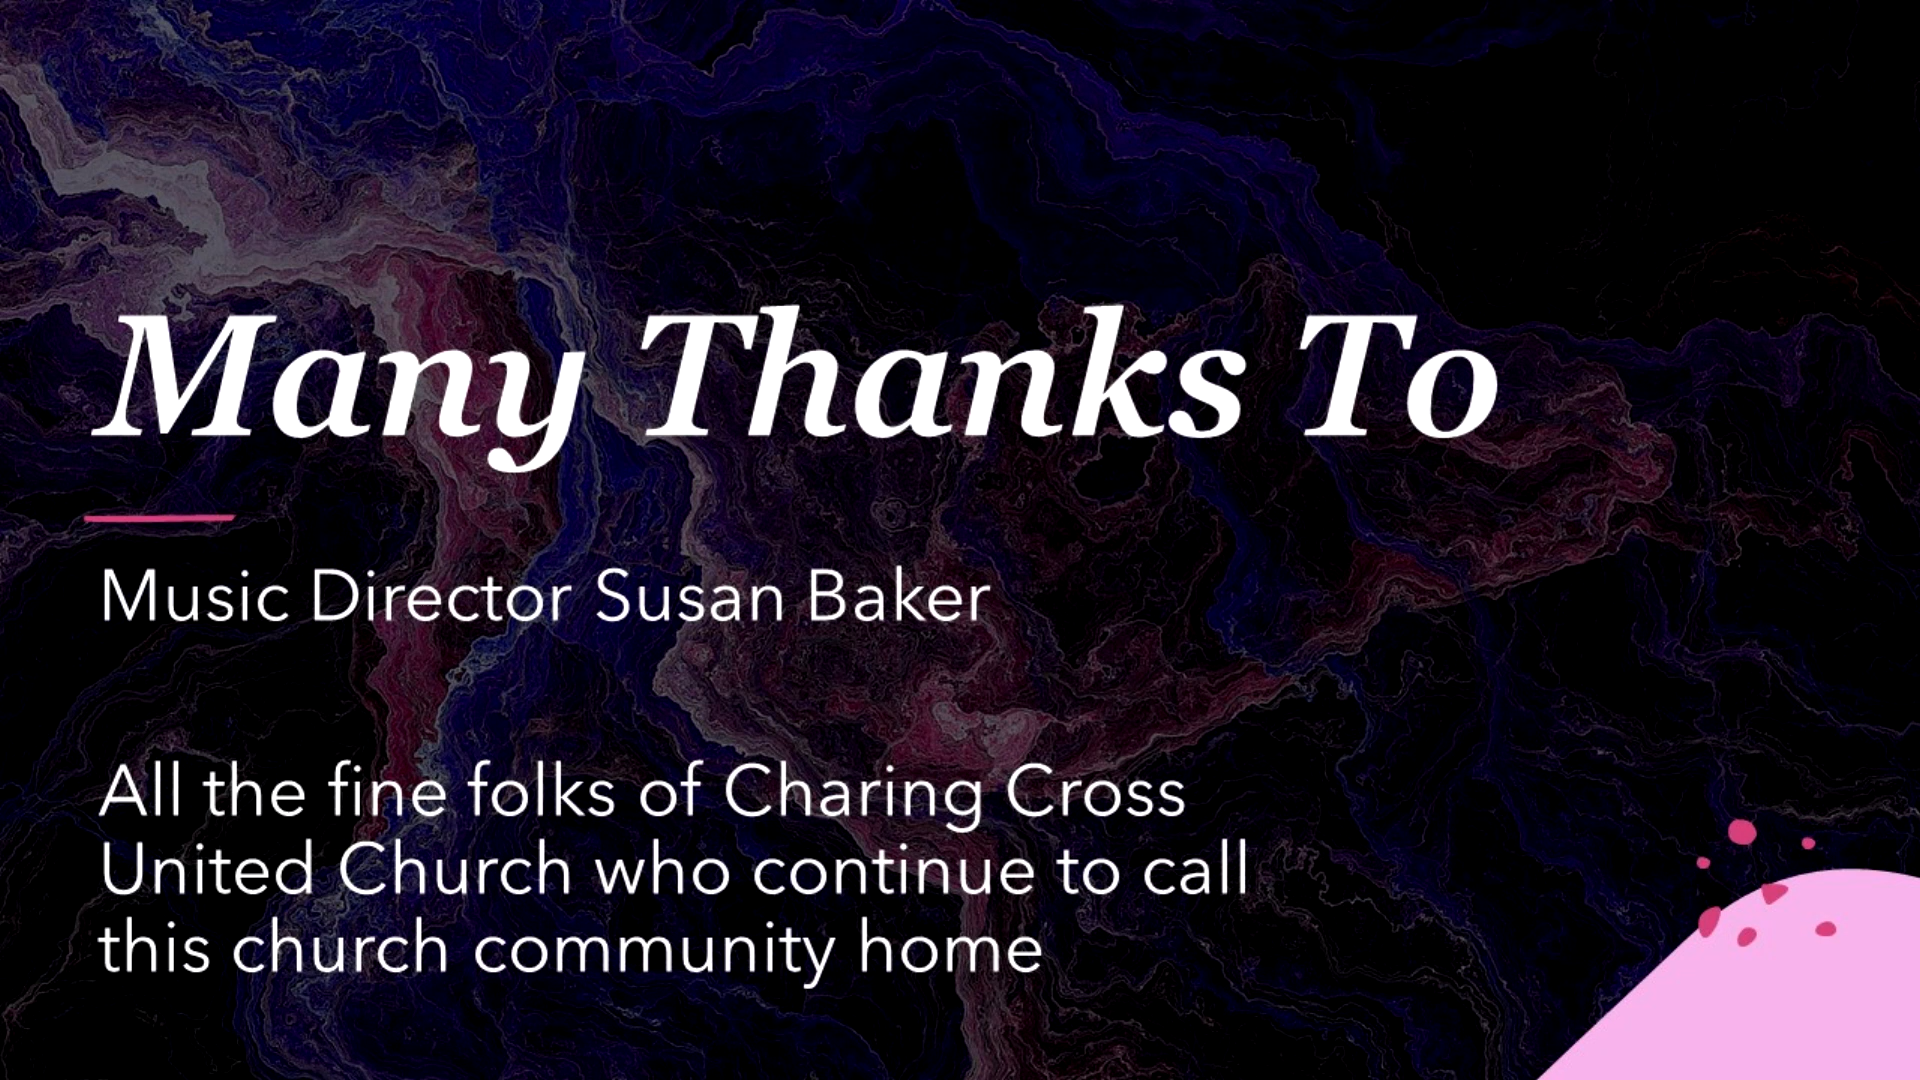 Many Thanks To
Music Director Susan Baker
All the fine folks of Charing Cross
United Church who continue to call
this church community home